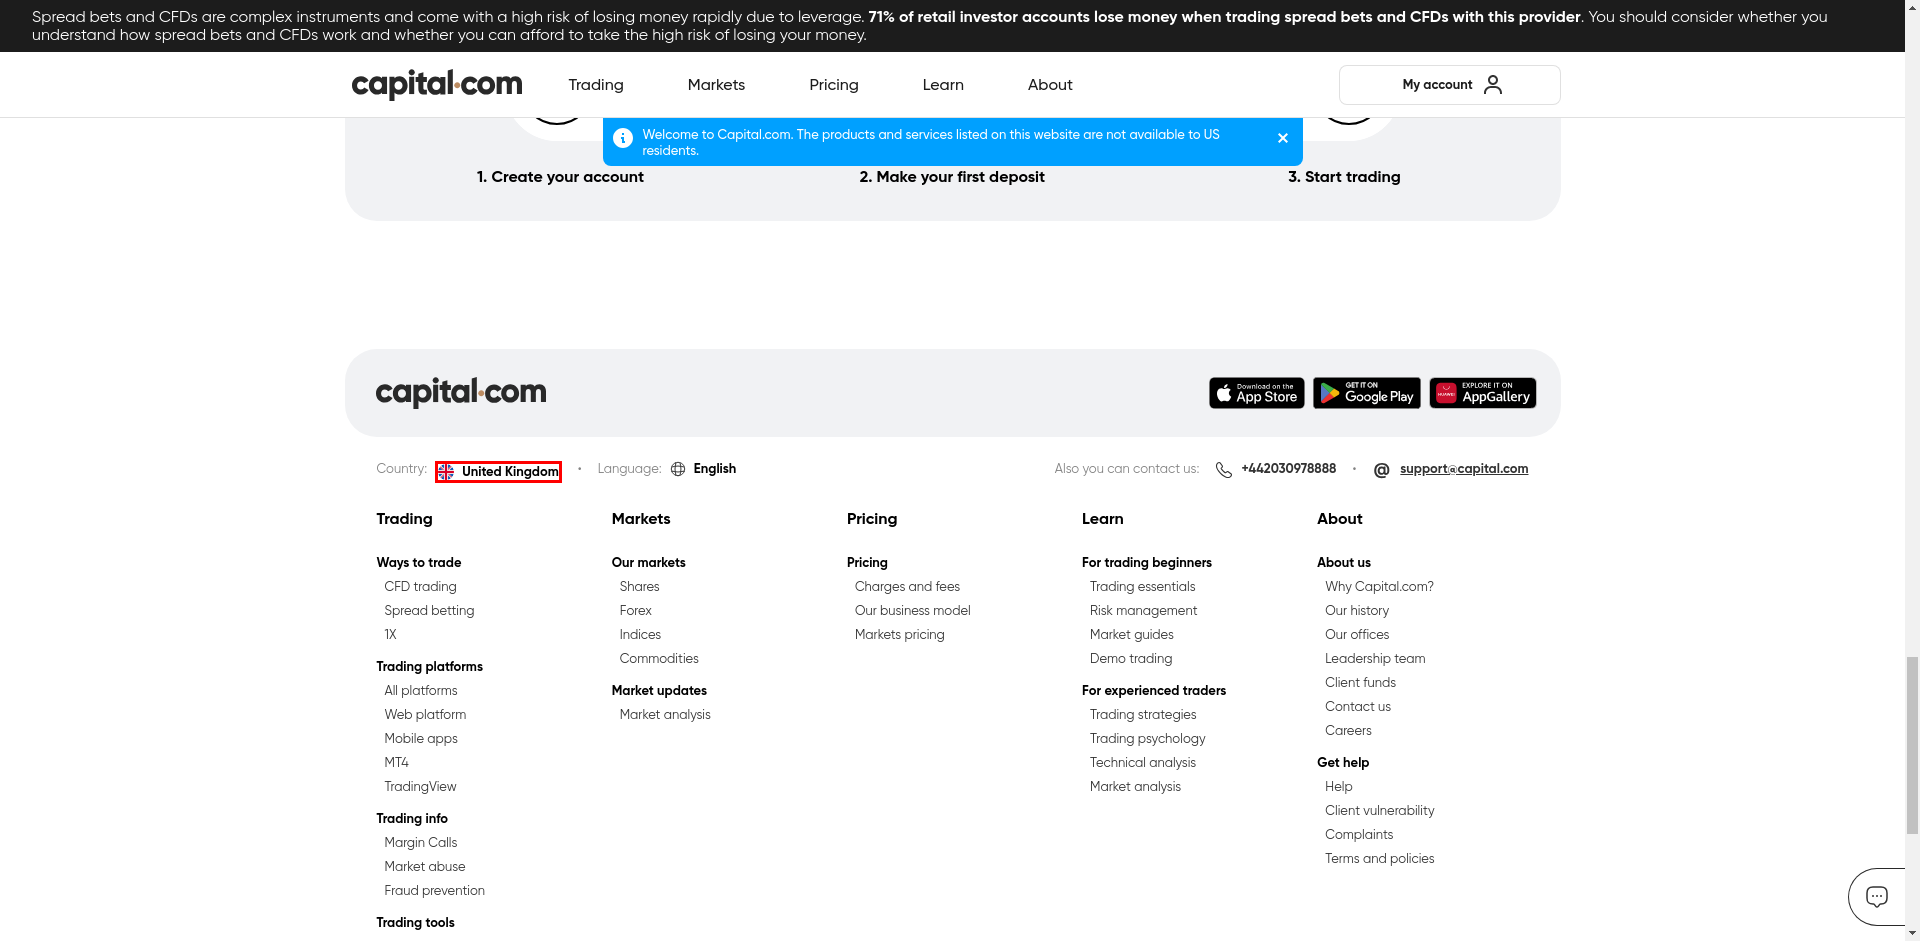 Spread bets and CFDs are complex instruments and come with a high risk of losing money rapidly due to leverage. 71% of retail investor accounts lose money when trading spread bets and CFDs with this provider. You should consider whether you
understand how spread bets and CFDs work and whether you can afford to take the high risk of losing your money.
capital.com
Trading
Markets
Pricing
Learn
About
My account
Welcome to Capital.com. The products and services listed on this website are not available to US
residents.
1. Create your account
2. Make your first deposit
3. Start trading
capital.com
Download on the
App Store
GET IT ON
Google Play
HUAWEI
EXPLORE IT ON
AppGallery
Country: United Kingdom • Language: English
Also you can contact us: +442030978888 • @ support@capital.com
Trading
Ways to trade
CFD trading
Spread betting
1X
Trading platforms
All platforms
Web platform
Mobile apps
MT4
TradingView
Trading info
Margin Calls
Market abuse
Fraud prevention
Trading tools
Markets
Our markets
Shares
Forex
Indices
Commodities
Market updates
Market analysis
Pricing
Pricing
Charges and fees
Our business model
Markets pricing
Learn
For trading beginners
Trading essentials
Risk management
Market guides
Demo trading
For experienced traders
Trading strategies
Trading psychology
Technical analysis
Market analysis
About
About us
Why Capital.com?
Our history
Our offices
Leadership team
Client funds
Contact us
Careers
Get help
Help
Client vulnerability
Complaints
Terms and policies